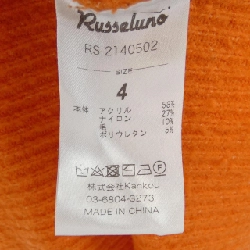 Russeluno
RS 2140502
SIZE
4
本体 アクリル 56%
ナイロン 27%
毛
ポリウレタン
株式会社Kankou
03-6804-3273
MADE IN CHINA